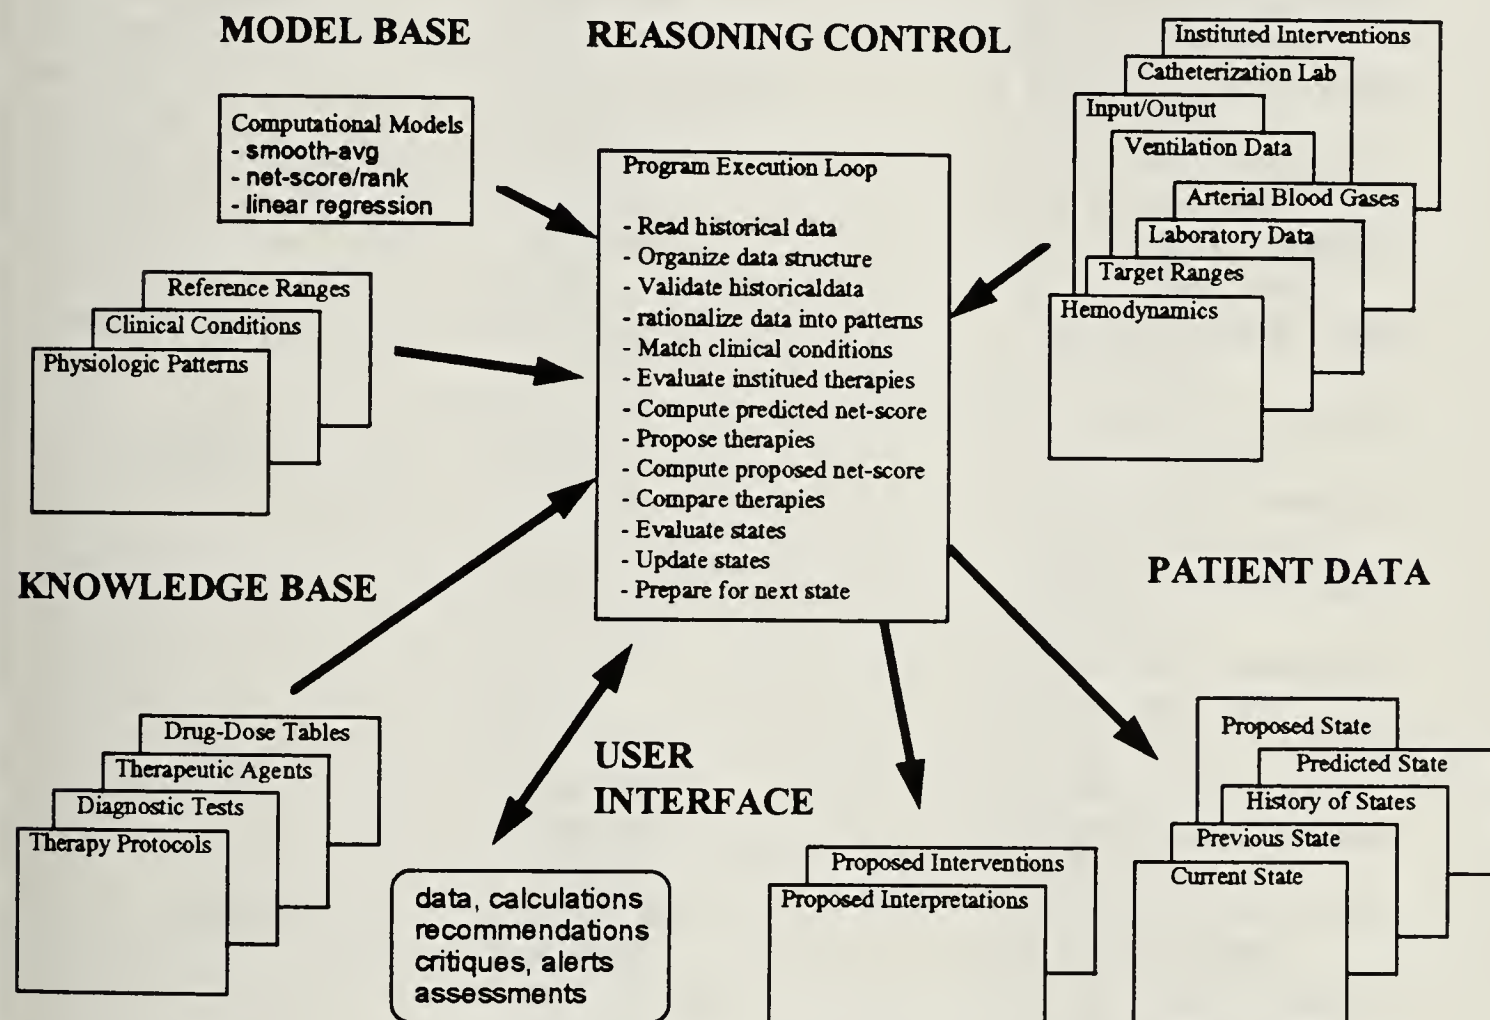 MODEL BASE
REASONING CONTROL
Instituted Interventions
Catheterization Lab
Input/Output
Ventilation Data
Arterial Blood Gases
Laboratory Data
Target Ranges
Hemodynamics
Computational Models
- smooth-avg
- net-score/rank
- linear regression
Program Execution Loop
- Read historical data
- Organize data structure
- Validate historicaldata
- rationalize data into patterns
- Match clinical conditions
- Evaluate institued therapies
- Compute predicted net-score
- Propose therapies
- Compute proposed net-score
- Compare therapies
- Evaluate states
- Update states
- Prepare for next state
Reference Ranges
Clinical Conditions
Physiologic Patterns
KNOWLEDGE BASE
PATIENT DATA
Drug-Dose Tables
Therapeutic Agents
Diagnostic Tests
Therapy Protocols
USER
INTERFACE
data, calculations
recommendations
critiques, alerts
assessments
Proposed Interventions
Proposed Interpretations
Proposed State
Predicted State
History of States
Previous State
Current State